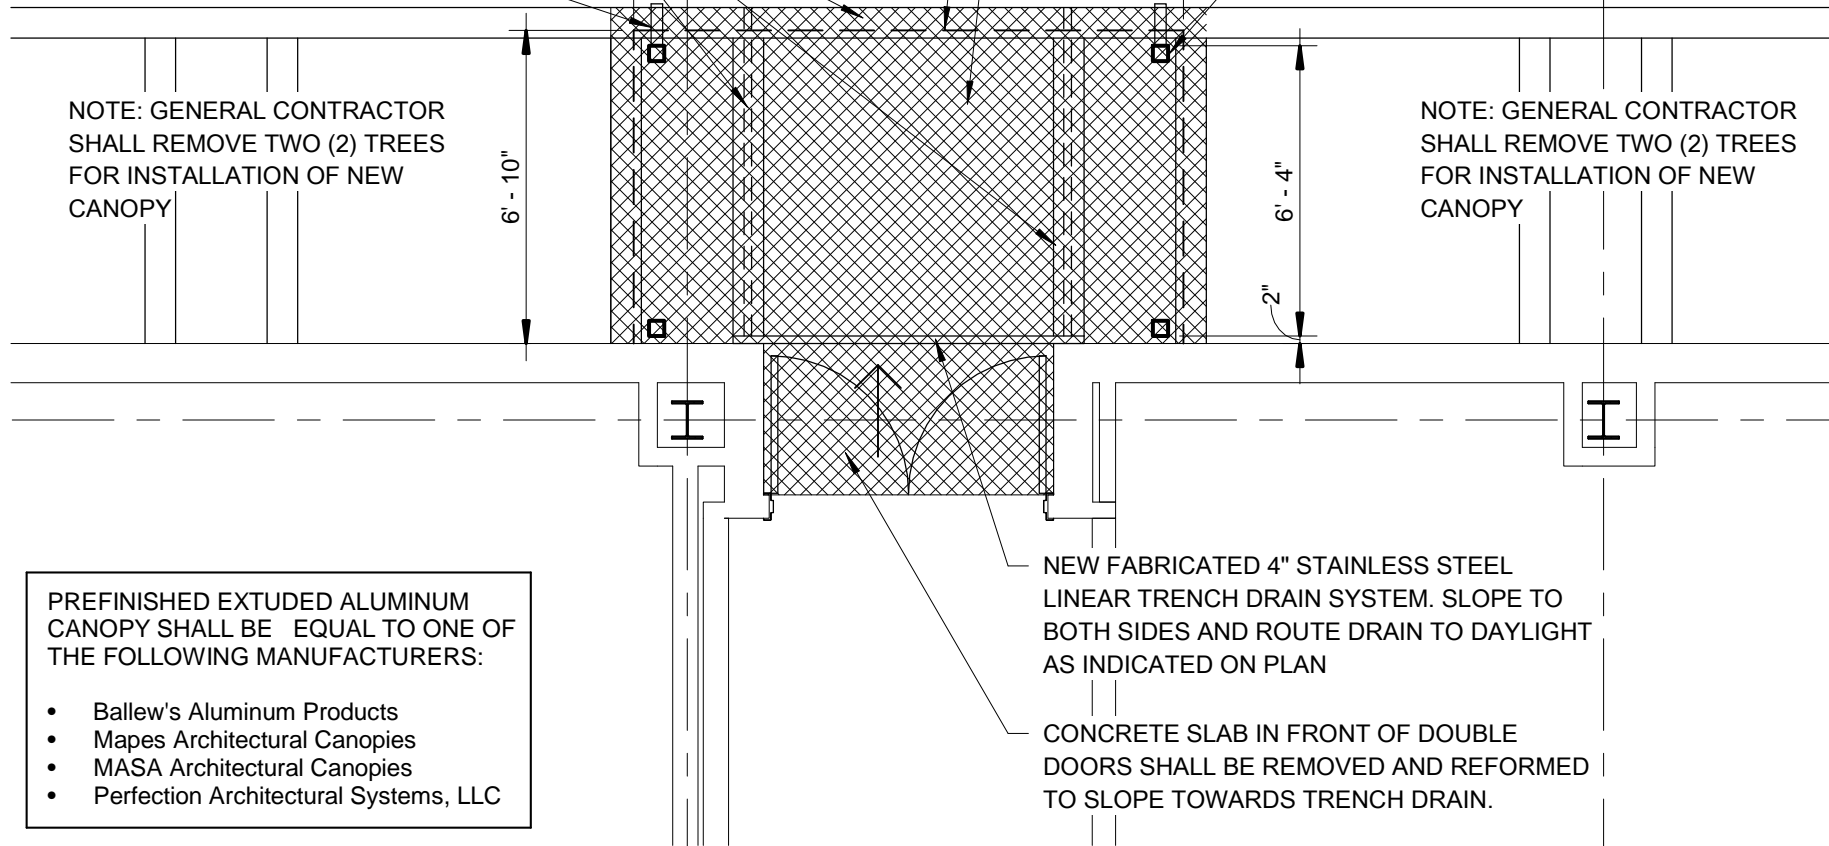 NOTE: GENERAL CONTRACTOR
SHALL REMOVE TWO (2) TREES
FOR INSTALLATION OF NEW
CANOPY
6' - 10"
6' - 4"
2"
NOTE: GENERAL CONTRACTOR
SHALL REMOVE TWO (2) TREES
FOR INSTALLATION OF NEW
CANOPY
PREFINISHED EXTUDED ALUMINUM
CANOPY SHALL BE   EQUAL TO ONE OF
THE FOLLOWING MANUFACTURERS:
• Ballew's Aluminum Products
• Mapes Architectural Canopies
• MASA Architectural Canopies
• Perfection Architectural Systems, LLC
NEW FABRICATED 4" STAINLESS STEEL
LINEAR TRENCH DRAIN SYSTEM. SLOPE TO
BOTH SIDES AND ROUTE DRAIN TO DAYLIGHT
AS INDICATED ON PLAN
CONCRETE SLAB IN FRONT OF DOUBLE
DOORS SHALL BE REMOVED AND REFORMED
TO SLOPE TOWARDS TRENCH DRAIN.